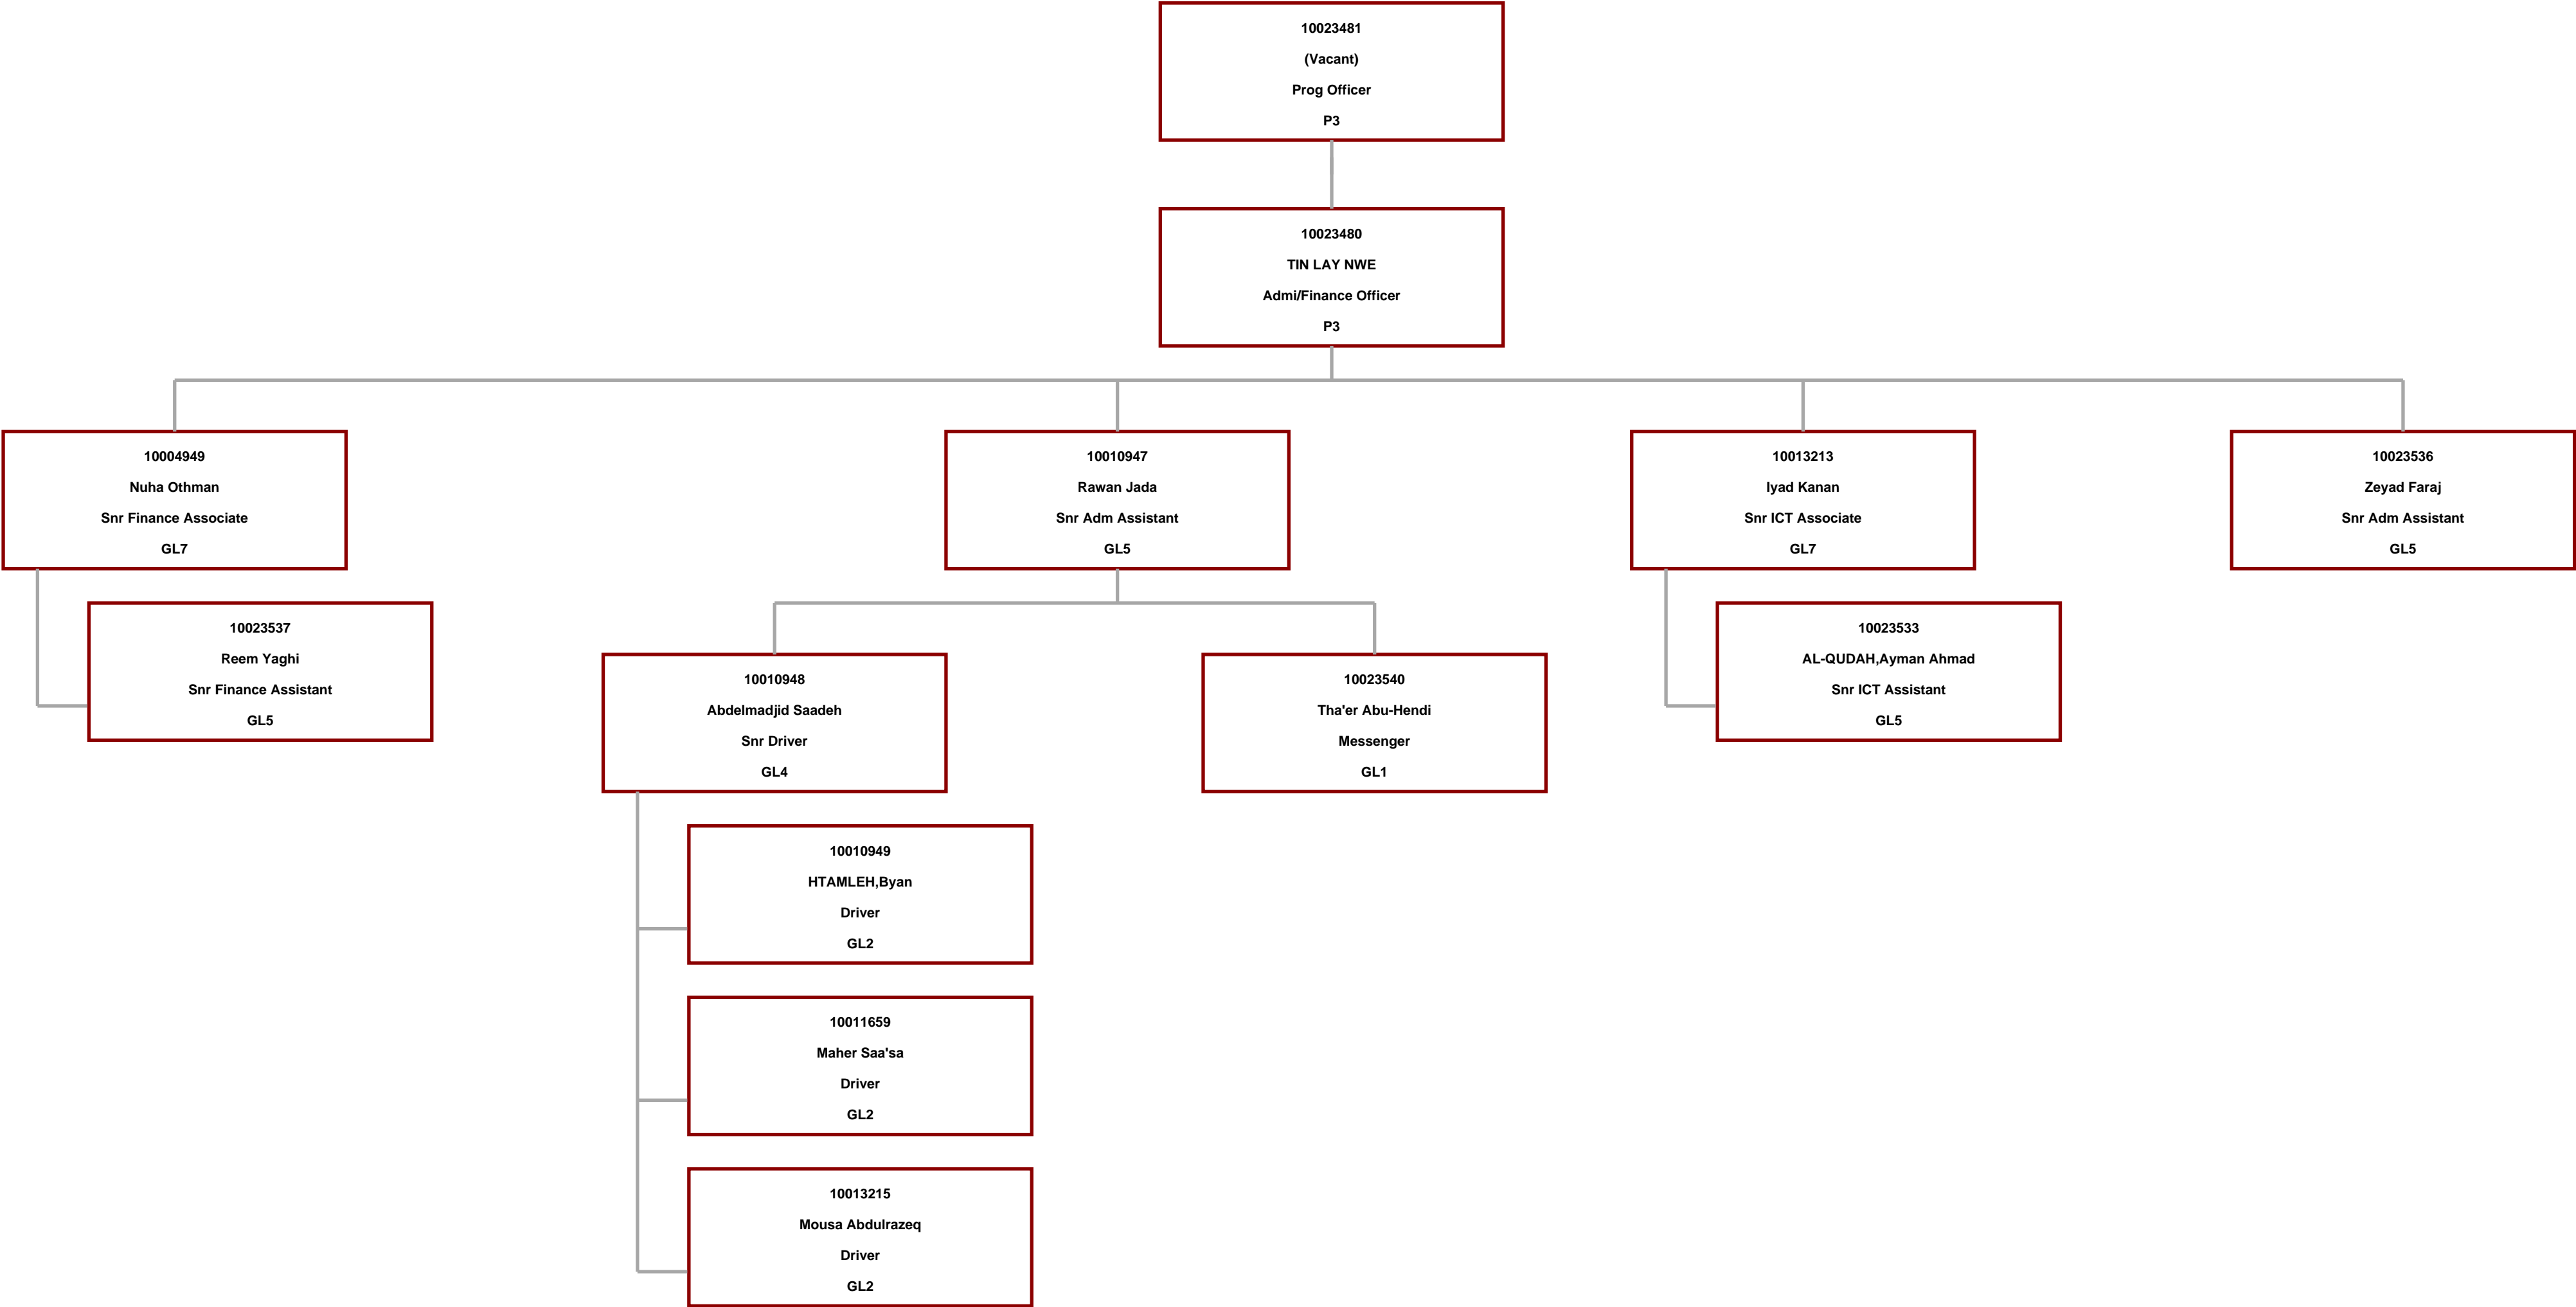 10023481
(Vacant)
Prog Officer
P3
10023480
TIN LAY NWE
Admi/Finance Officer
P3
10004949
Nuha Othman
Snr Finance Associate
GL7
10010947
Rawan Jada
Snr Adm Assistant
GL5
10013213
Iyad Kanan
Snr ICT Associate
GL7
10023536
Zeyad Faraj
Snr Adm Assistant
GL5
10023537
Reem Yaghi
Snr Finance Assistant
GL5
10023533
AL-QUDAH,Ayman Ahmad
Snr ICT Assistant
GL5
10010948
Abdelmadjid Saadeh
Snr Driver
GL4
10023540
Tha'er Abu-Hendi
Messenger
GL1
10010949
HTAMLEH,Byan
Driver
GL2
10011659
Maher Saa'sa
Driver
GL2
10013215
Mousa Abdulrazeq
Driver
GL2